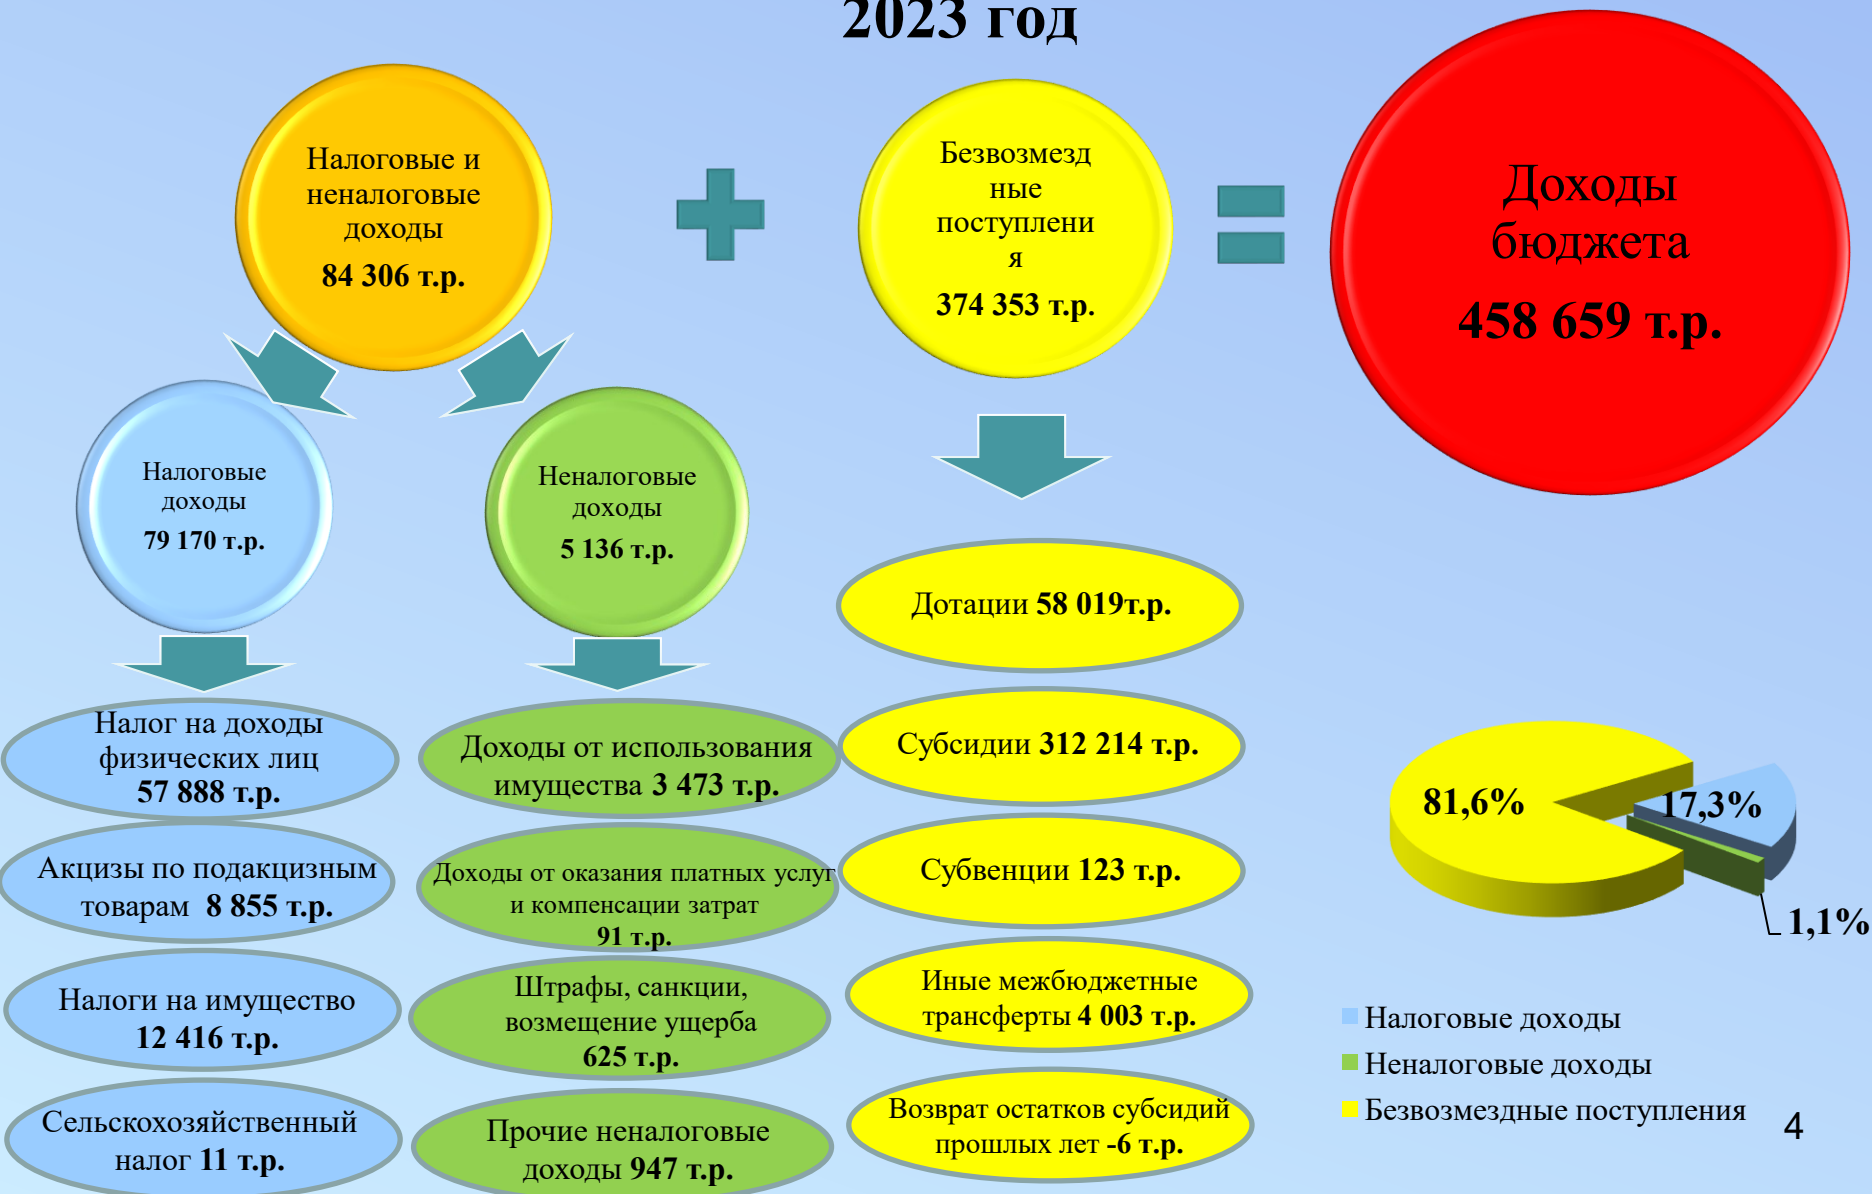 2023 год
Налоговые и
неналоговые
доходы
84 306 т.р.
Безвозмезд
ные
поступлени
я
374 353 т.р.
Доходы
бюджета
458 659 т.р.
Налоговые
доходы
79 170 т.р.
Неналоговые
доходы
5 136 т.р.
Налог на доходы
физических лиц
57 888 т.р.
Акцизы по подакцизным
товарам 8 855 т.р.
Налоги на имущество
12 416 т.р.
Сельскохозяйственный
налог 11 т.р.
Доходы от использования
имущества 3 473 т.р.
Доходы от оказания платных услуг
и компенсации затрат
91 т.р.
Штрафы, санкции,
возмещение ущерба
625 т.р.
Прочие неналоговые
доходы 947 т.р.
Дотации 58 019т.р.
Субсидии 312 214 т.р.
Субвенции 123 т.р.
Иные межбюджетные
трансферты 4 003 т.р.
Возврат остатков субсидий
прошлых лет -6 т.р.
81,6%
17,3%
1,1%
Налоговые доходы
Неналоговые доходы
Безвозмездные поступления
4